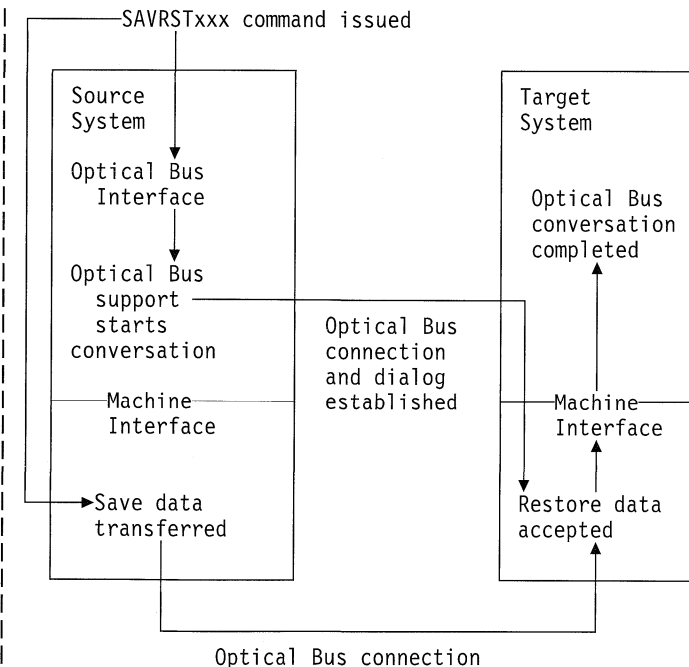 SAVRSTxxx command issued
Source
System
Optical Bus
Interface
Optical Bus
support
starts
conversation
Machine
Interface
Save data
transferred
Optical Bus
connection
and dialog
established
Target
System
Optical Bus
conversation
completed
Machine
Interface
Restore data
accepted
Optical Bus connection